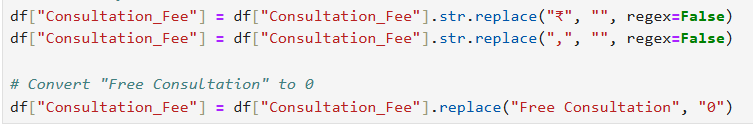 df["Consultation_Fee"] = df["Consultation_Fee"].str.replace("₹", "", regex=False)
df["Consultation_Fee"] = df["Consultation_Fee"].str.replace(",", "", regex=False)
# Convert "Free Consultation" to 0
df["Consultation_Fee"] = df["Consultation_Fee"].replace("Free Consultation", "0")